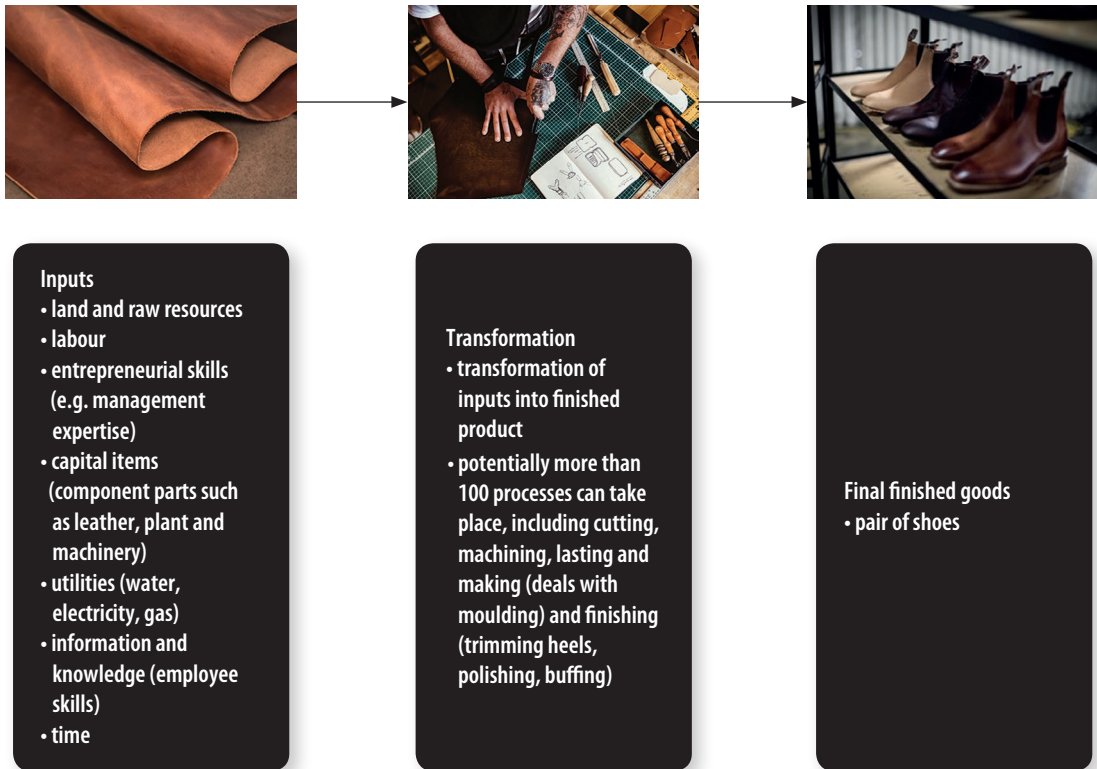 Inputs
• land and raw resources
• labour
• entrepreneurial skills
(e.g. management
expertise)
• capital items
(component parts such
as leather, plant and
machinery)
• utilities (water,
electricity, gas)
• information and
knowledge (employee
skills)
• time
Transformation
• transformation of
inputs into finished
product
• potentially more than
100 processes can take
place, including cutting,
machining, lasting and
making (deals with
moulding) and finishing
(trimming heels,
polishing, buffing)
Final finished goods
• pair of shoes